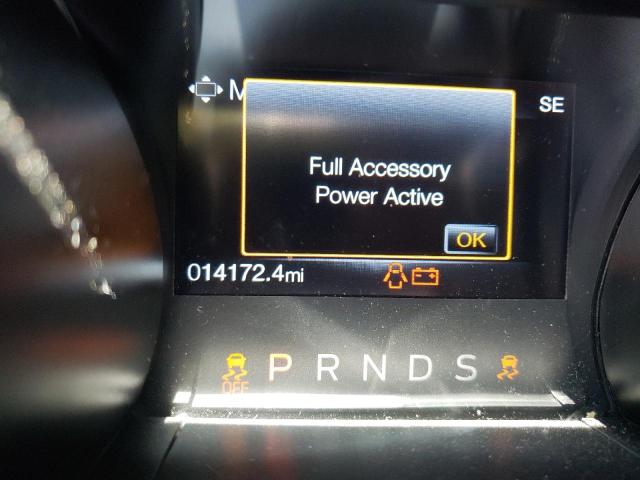 M
SE
Full Accessory
Power Active
OK
014172.4mi
OFF
P R N D S